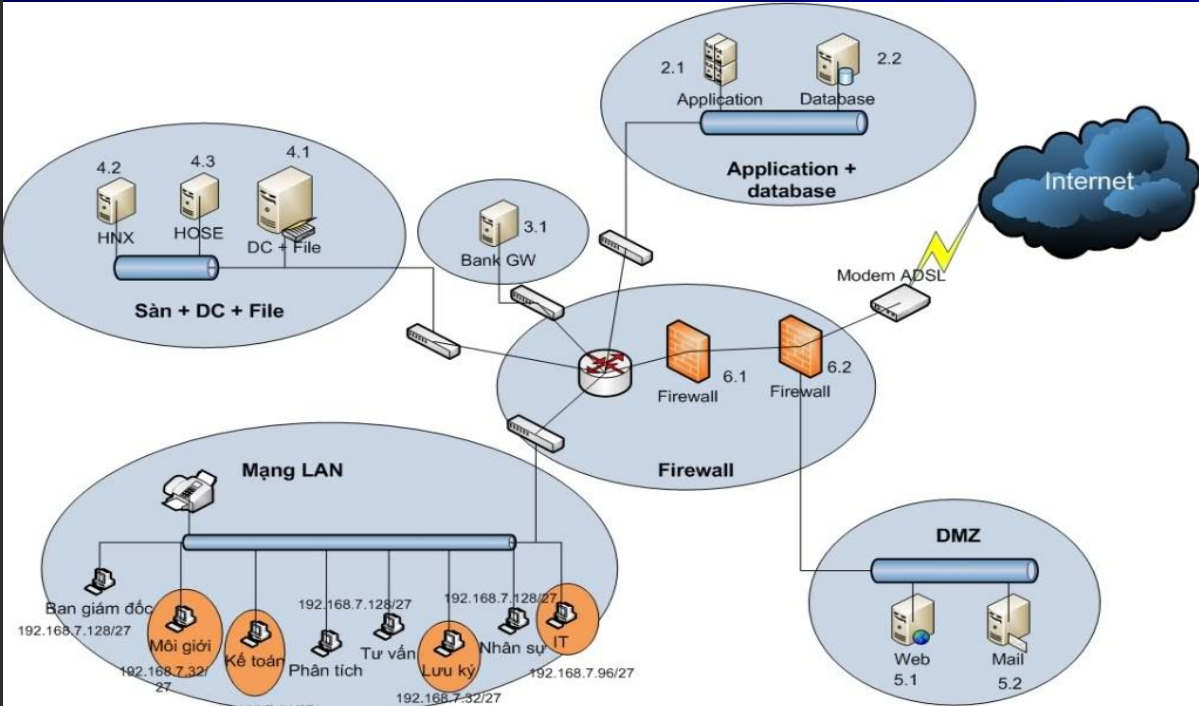 2.1
2.2
Application
Database
Application +
database
Internet
4.2
4.3
4.1
HNX
HOSE
DC + File
Sàn + DC + File
3.1
Bank GW
Modem ADSL
6.1
Firewall
6.2
Firewall
Firewall
Mạng LAN
Ban giám đốc
192.168.7.128/27
Môi giới
192.168.7.32/
27
Kế toán
192.168.7.128/27
Phân tích
Tư vấn
Lưu ký
192.168.7.32/27
192.168.7.128/27
Nhân sự
IT
192.168.7.96/27
DMZ
Web
5.1
Mail
5.2